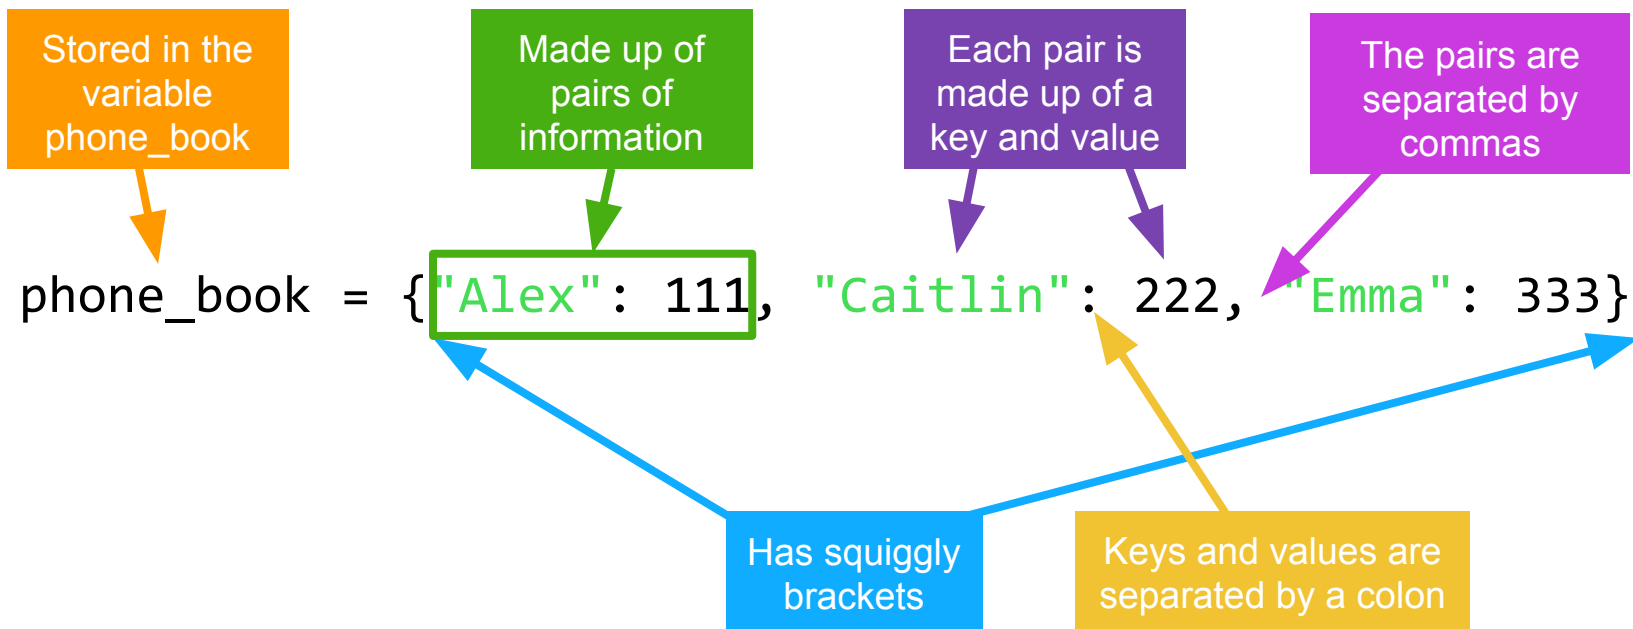 Stored in the
variable
phone_book
Made up of
pairs of
information
Each pair is
made up of a
key and value
The pairs are
separated by
commas
phone_book = {"Alex": 111, "Caitlin": 222, "Emma": 333}
Has squiggly
brackets
Keys and values are
separated by a colon